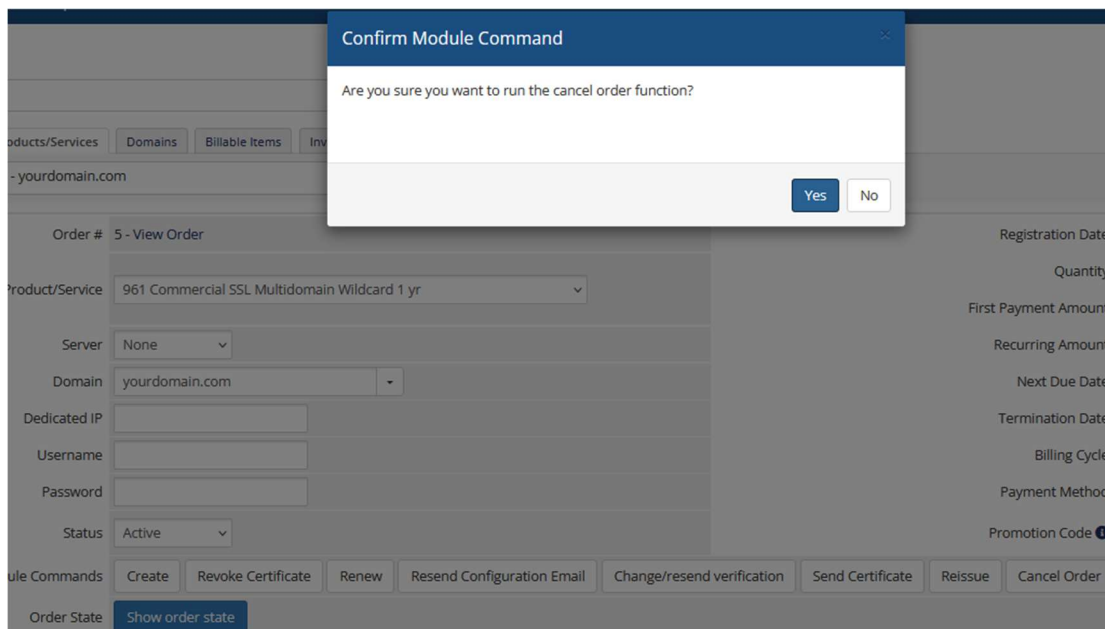 Confirm Module Command
×
Are you sure you want to run the cancel order function?
Yes No
oducts/Services Domains Billable Items Inv
- yourdomain.com
Order # 5 - View Order Registration Date
Quantity
Product/Service 961 Commercial SSL Multidomain Wildcard 1 yr
First Payment Amount
Server None Recurring Amount
Domain yourdomain.com Next Due Date
Dedicated IP Termination Date
Username Billing Cycle
Password Payment Method
Status Active Promotion Code
ule Commands Create Revoke Certificate Renew Resend Configuration Email Change/resend verification Send Certificate Reissue Cancel Order
Order State Show order state